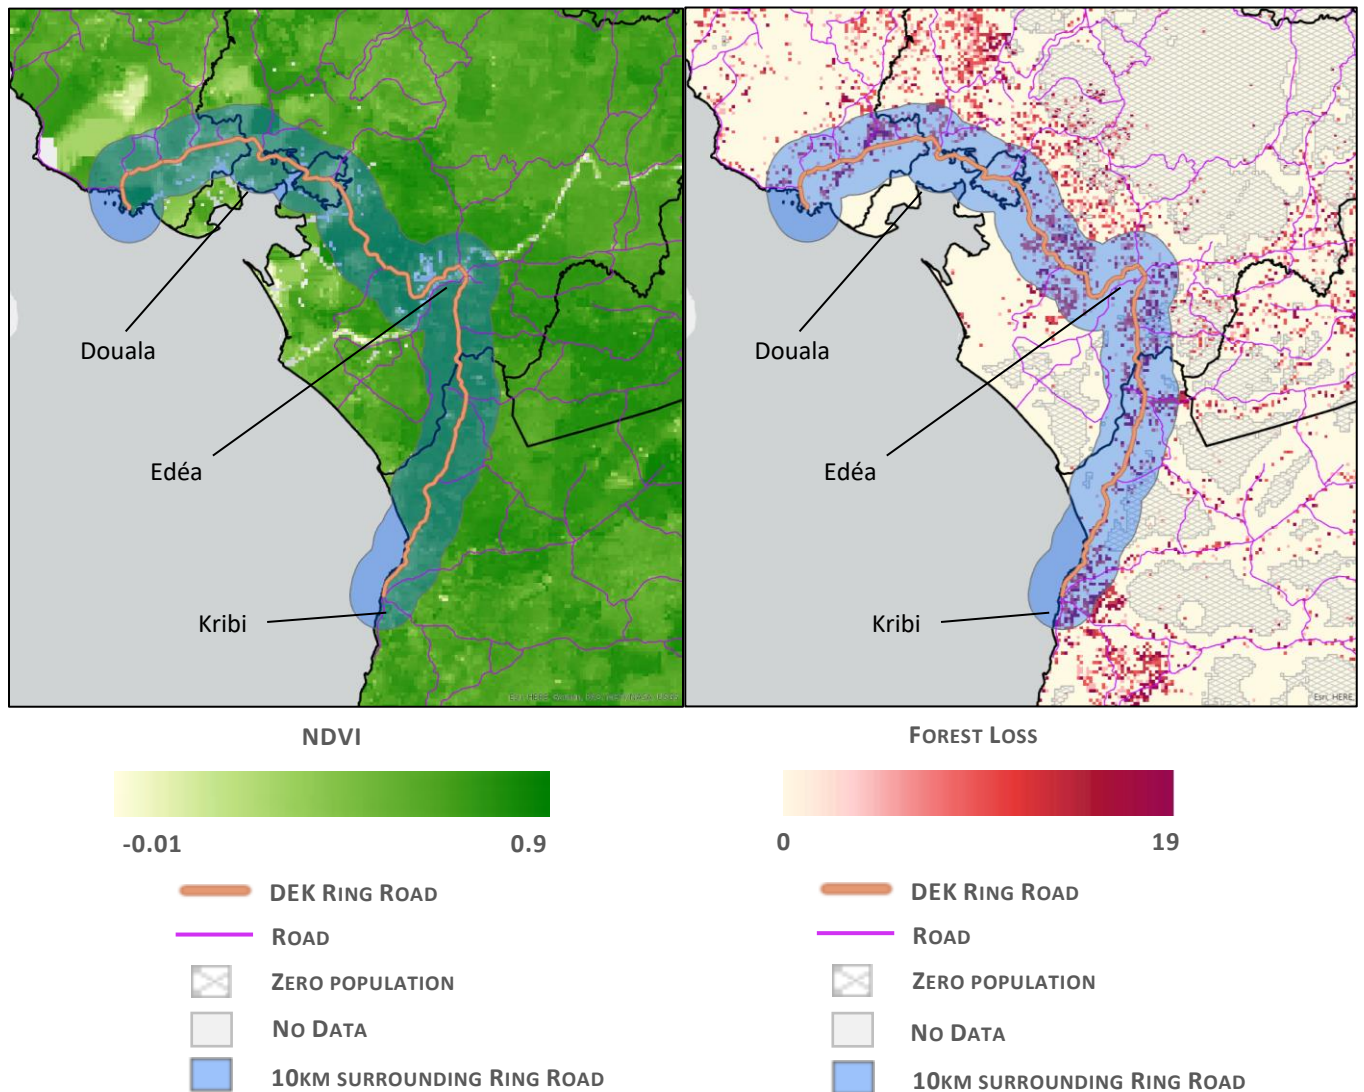 Douala
Edéa
Kribi
Douala
Edéa
Kribi
Esri, HERE
NDVI
-0.01 0.9
DEK RING ROAD
ROAD
ZERO POPULATION
NO DATA
10KM SURROUNDING RING ROAD
FOREST LOSS
0 19
DEK RING ROAD
ROAD
ZERO POPULATION
NO DATA
10KM SURROUNDING RING ROAD